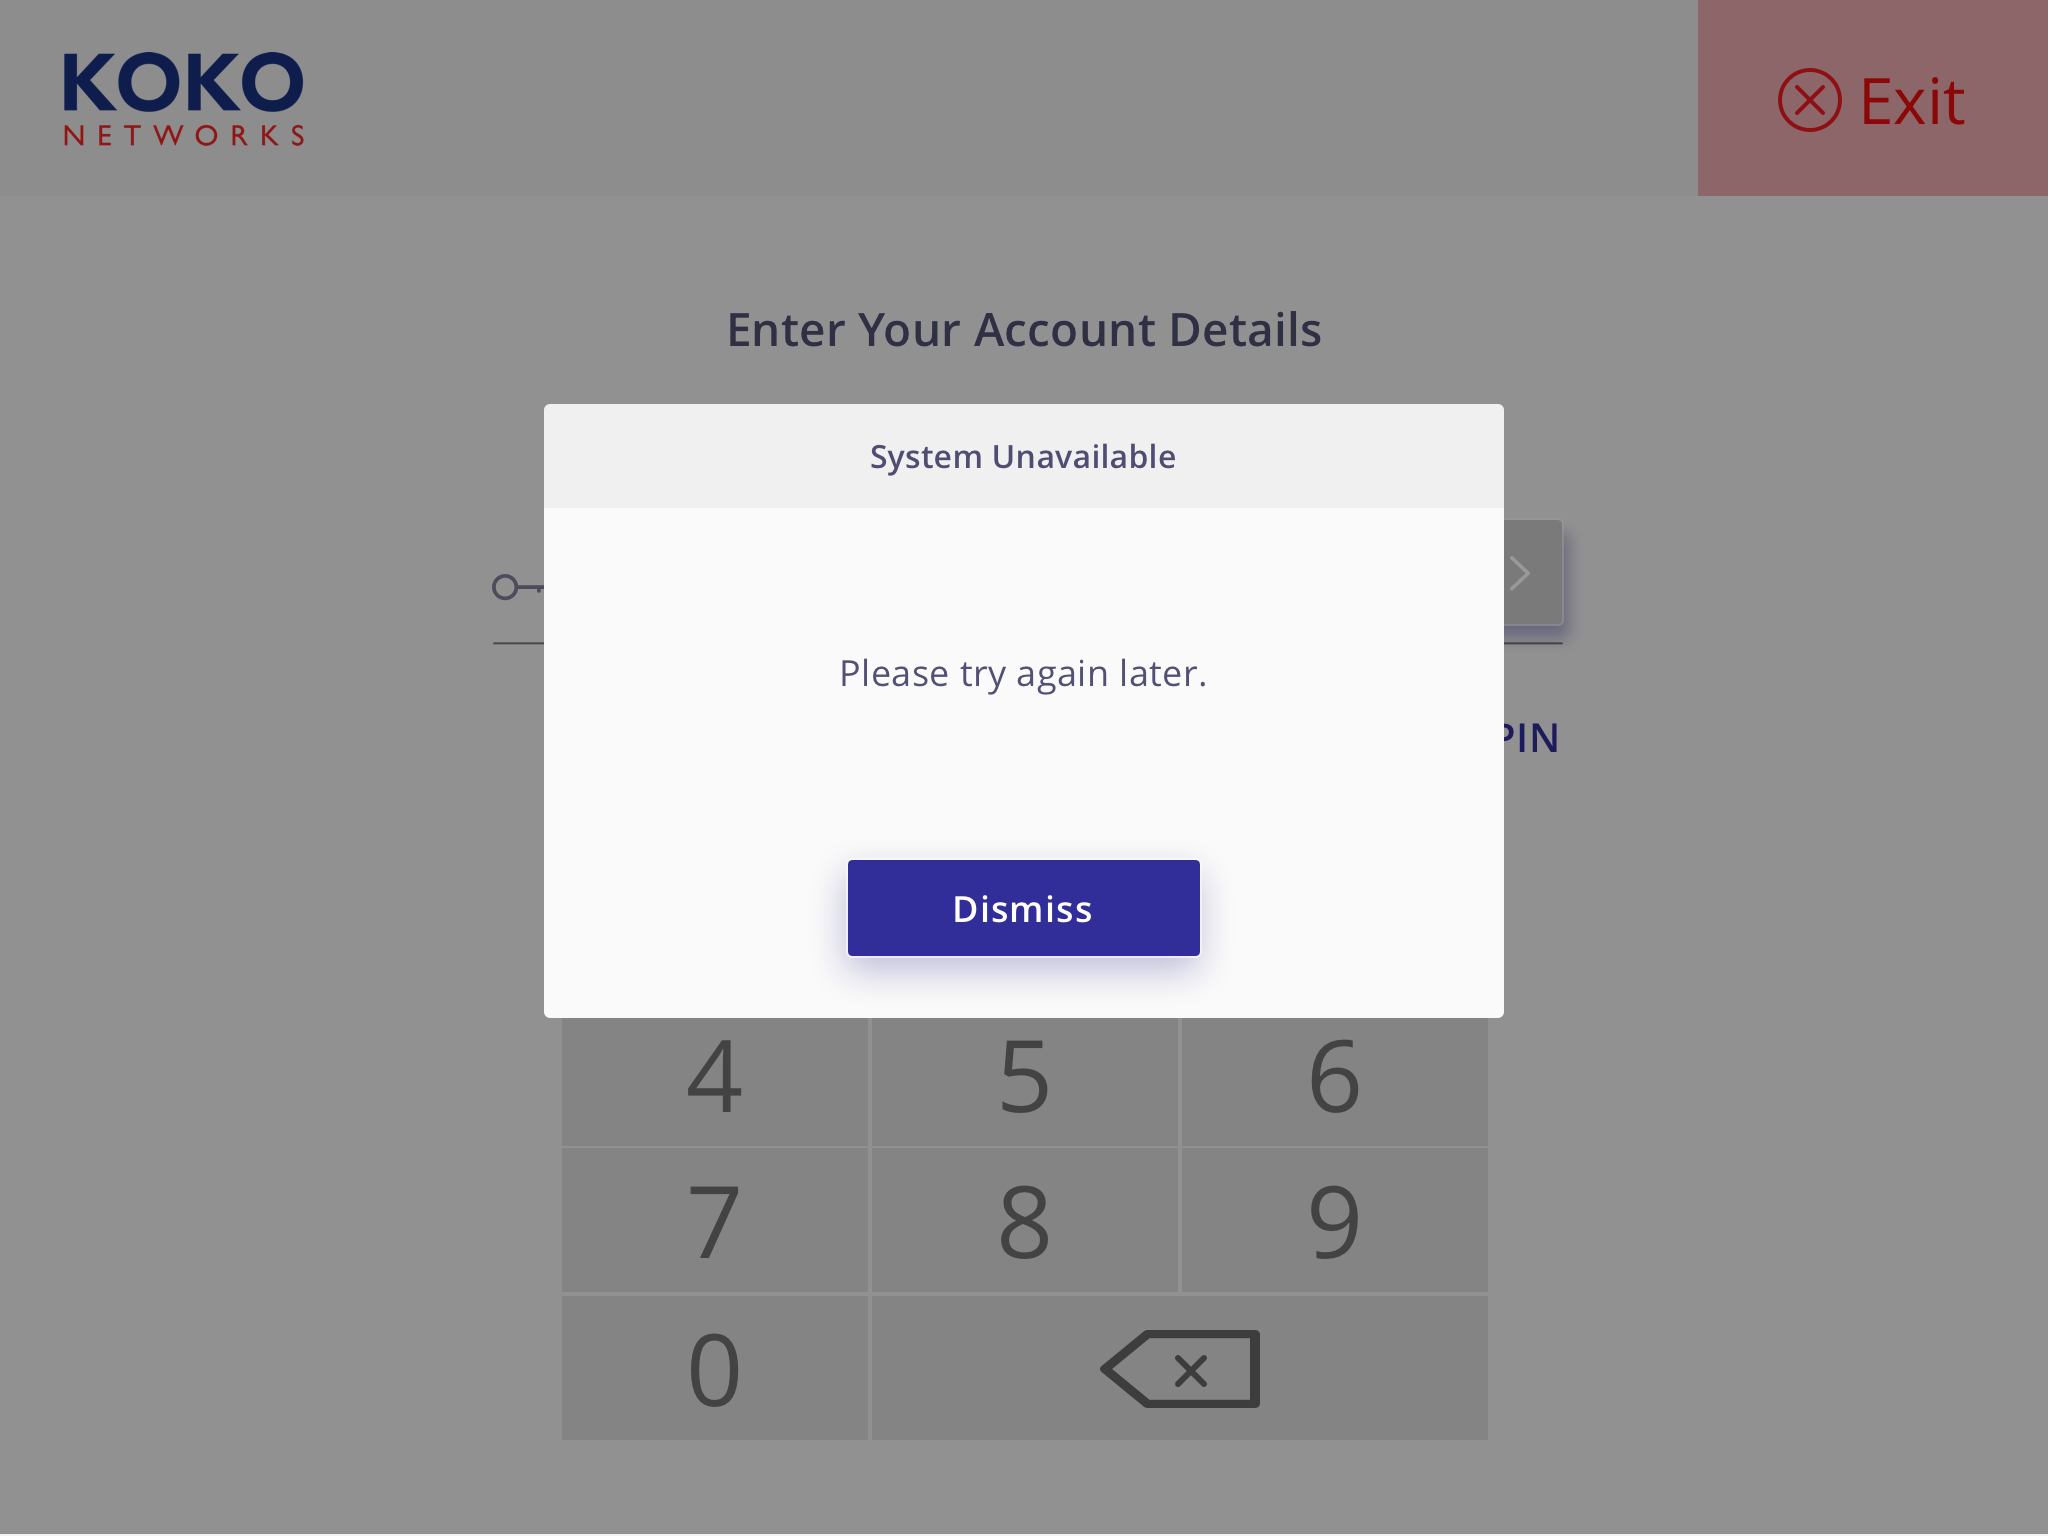 KOKO
NETWORKS
Exit
Enter Your Account Details
System Unavailable
Please try again later.
PIN
Dismiss
4 5 6
7 8 9
0